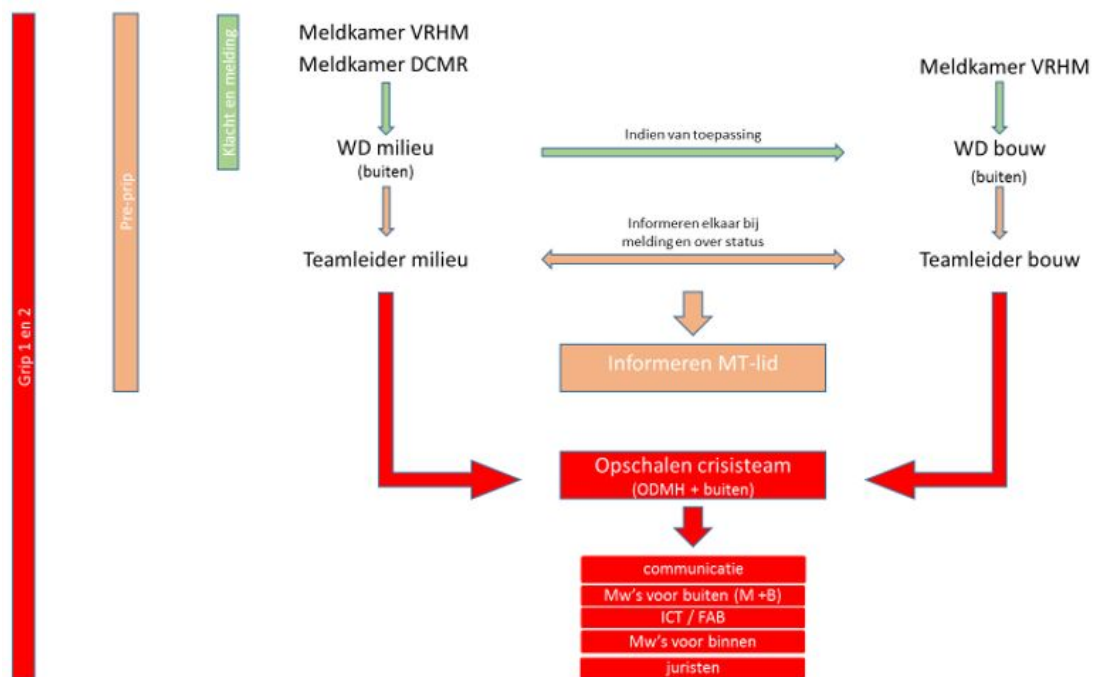 Grip 1 en 2
Pre-prip
Klacht en melding
Meldkamer VRHM
Meldkamer DCMR
Meldkamer VRHM
WD milieu
(buiten)
Indien van toepassing
WD bouw
(buiten)
Teamleider milieu
Informeren elkaar bij
melding en over status
Teamleider bouw
Informeren MT-lid
Opschalen crisisteam
(ODMH + buiten)
communicatie
Mw's voor buiten (M +B)
ICT / FAB
Mw's voor binnen
juristen